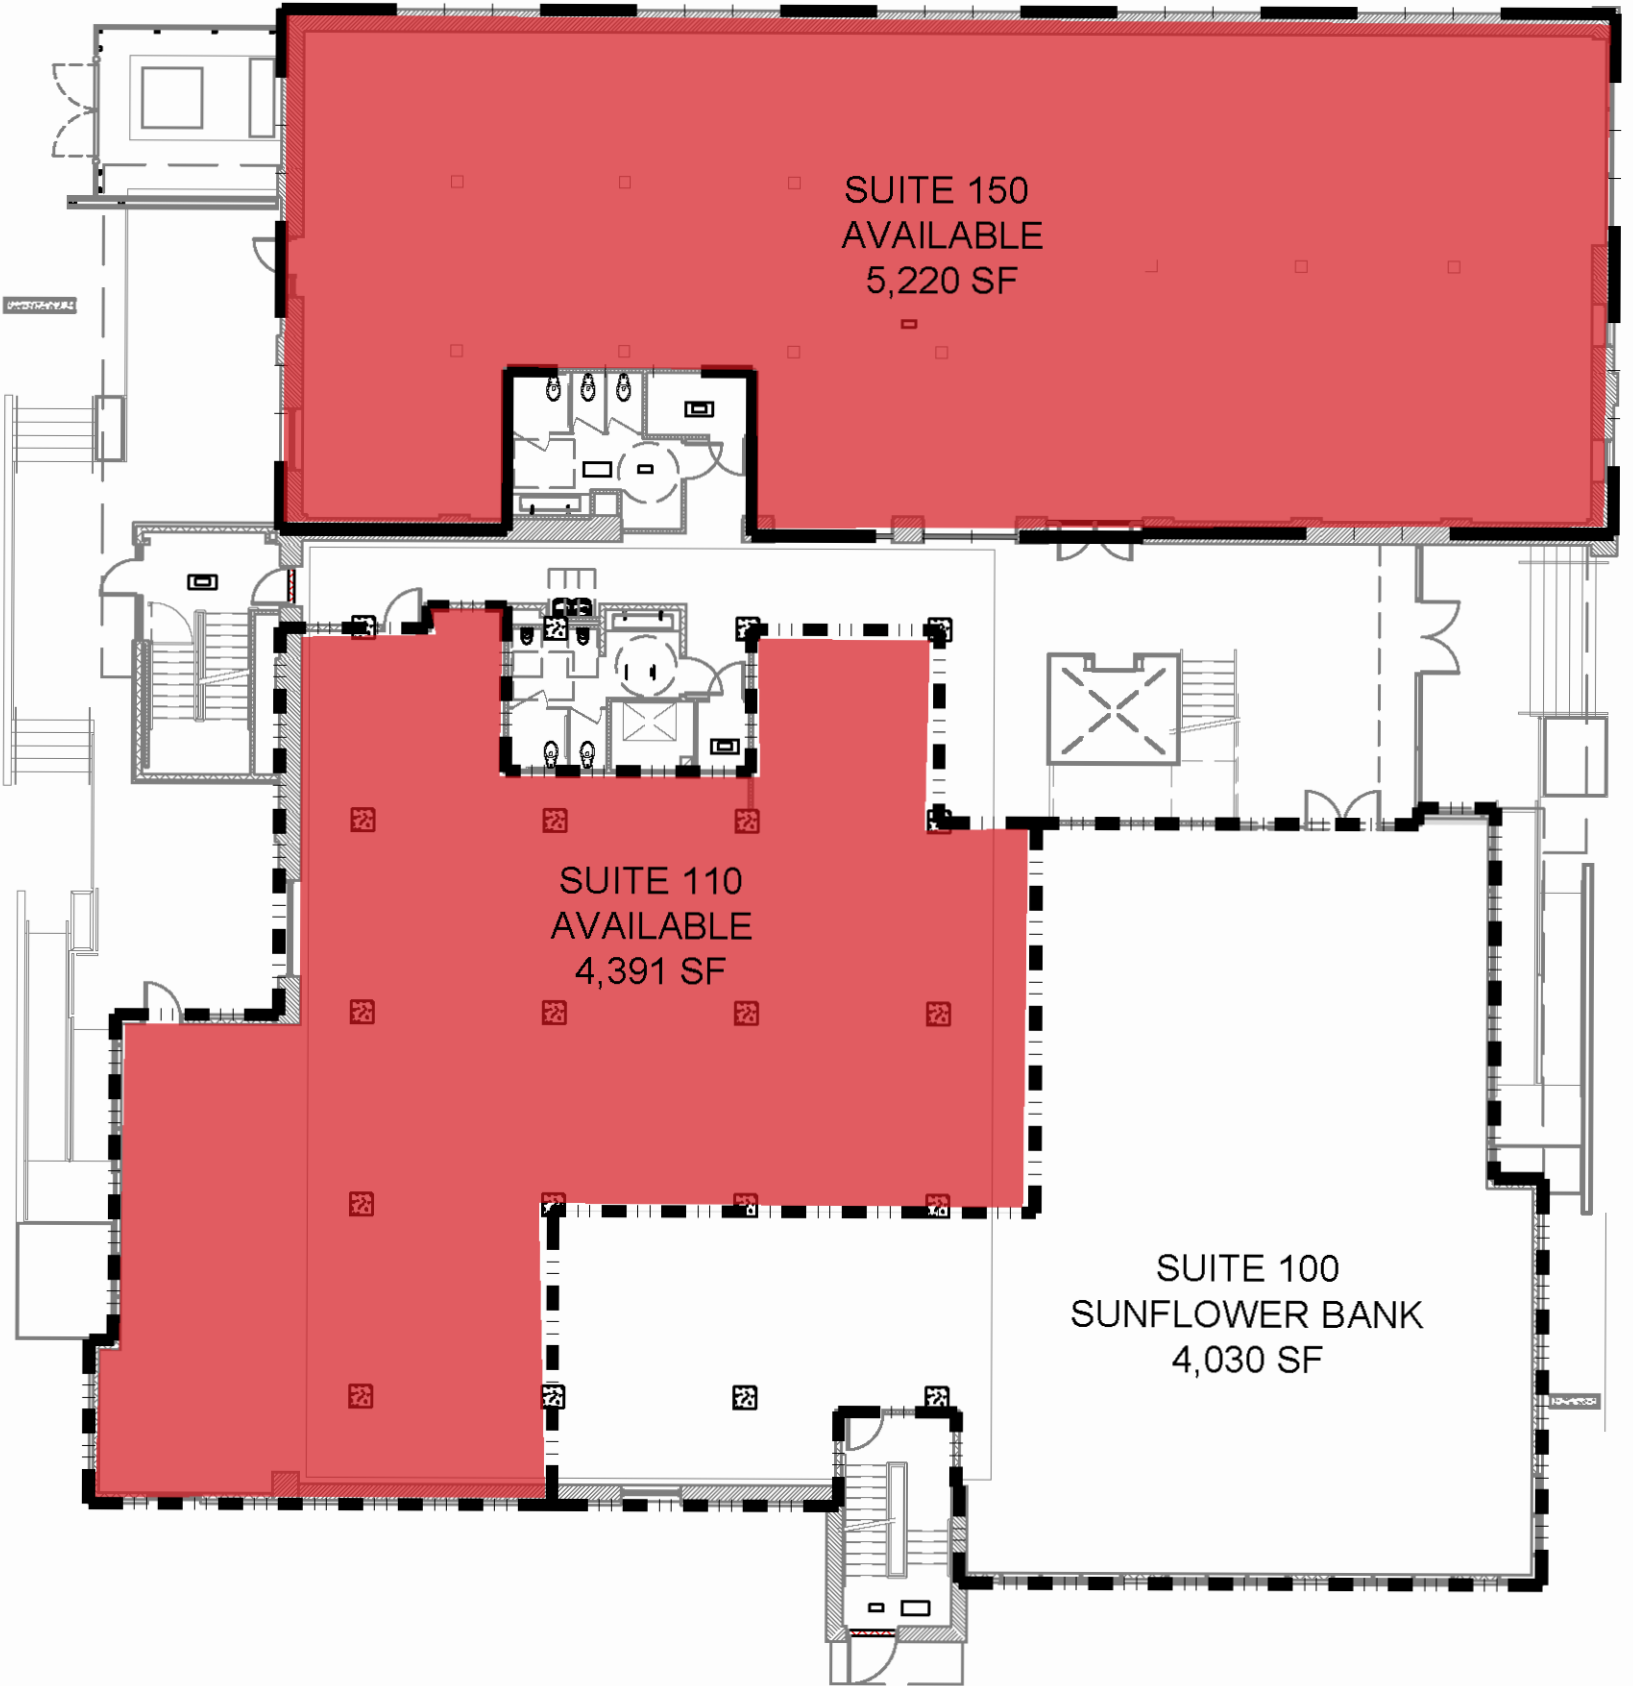 SUITE 150
AVAILABLE
5,220 SF
SUITE 110
AVAILABLE
4,391 SF
SUITE 100
SUNFLOWER BANK
4,030 SF